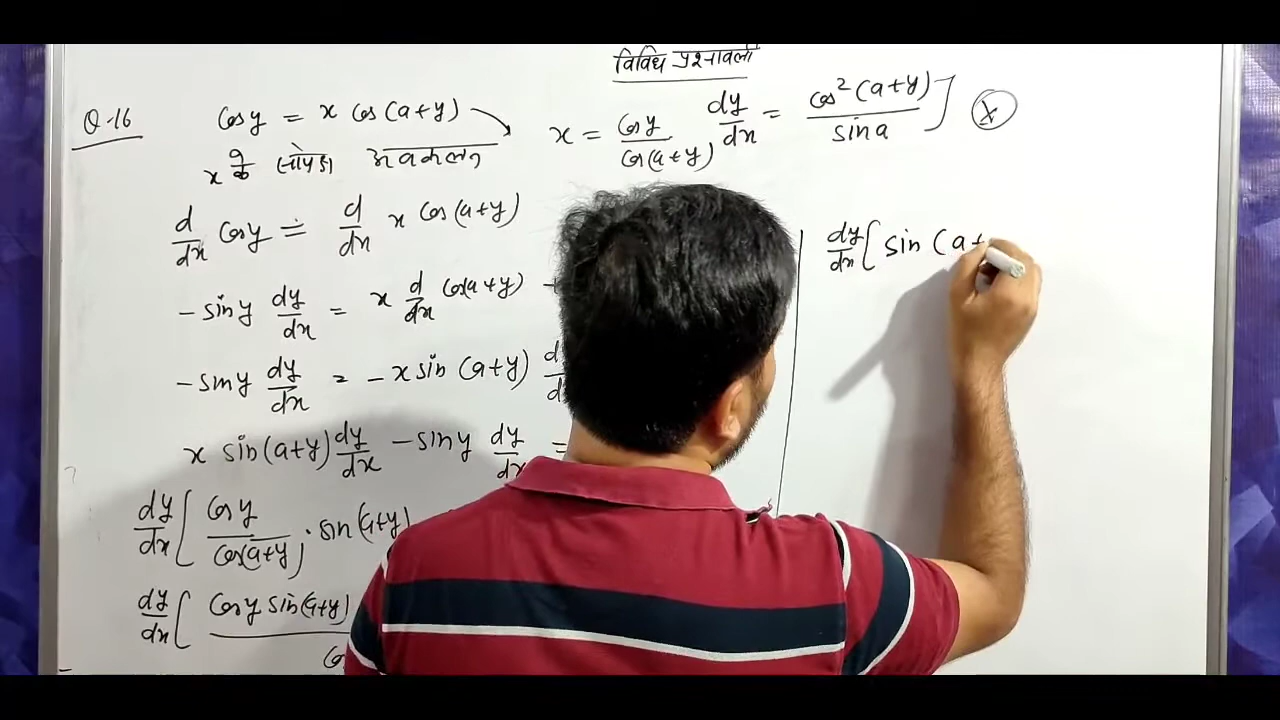 विविध प्रश्नावली
Q-16 cos y = x cos(a+y)
x = cos y / cos(a+y)
dy/dx = cos²(a+y) / sin a ]
x के सापेक्ष अवकलन
d/dx cos y = d/dx x cos(a+y)
-sin y dy/dx = x d/dx cos(a+y)
-sin y dy/dx = -x sin(a+y)
x sin(a+y) dy/dx - sin y dy/dx =
dy/dx [ cos y / cos(a+y) · sin(a+y)
dy/dx [ cos y sin(a+y)
dy/dx [ sin (a+